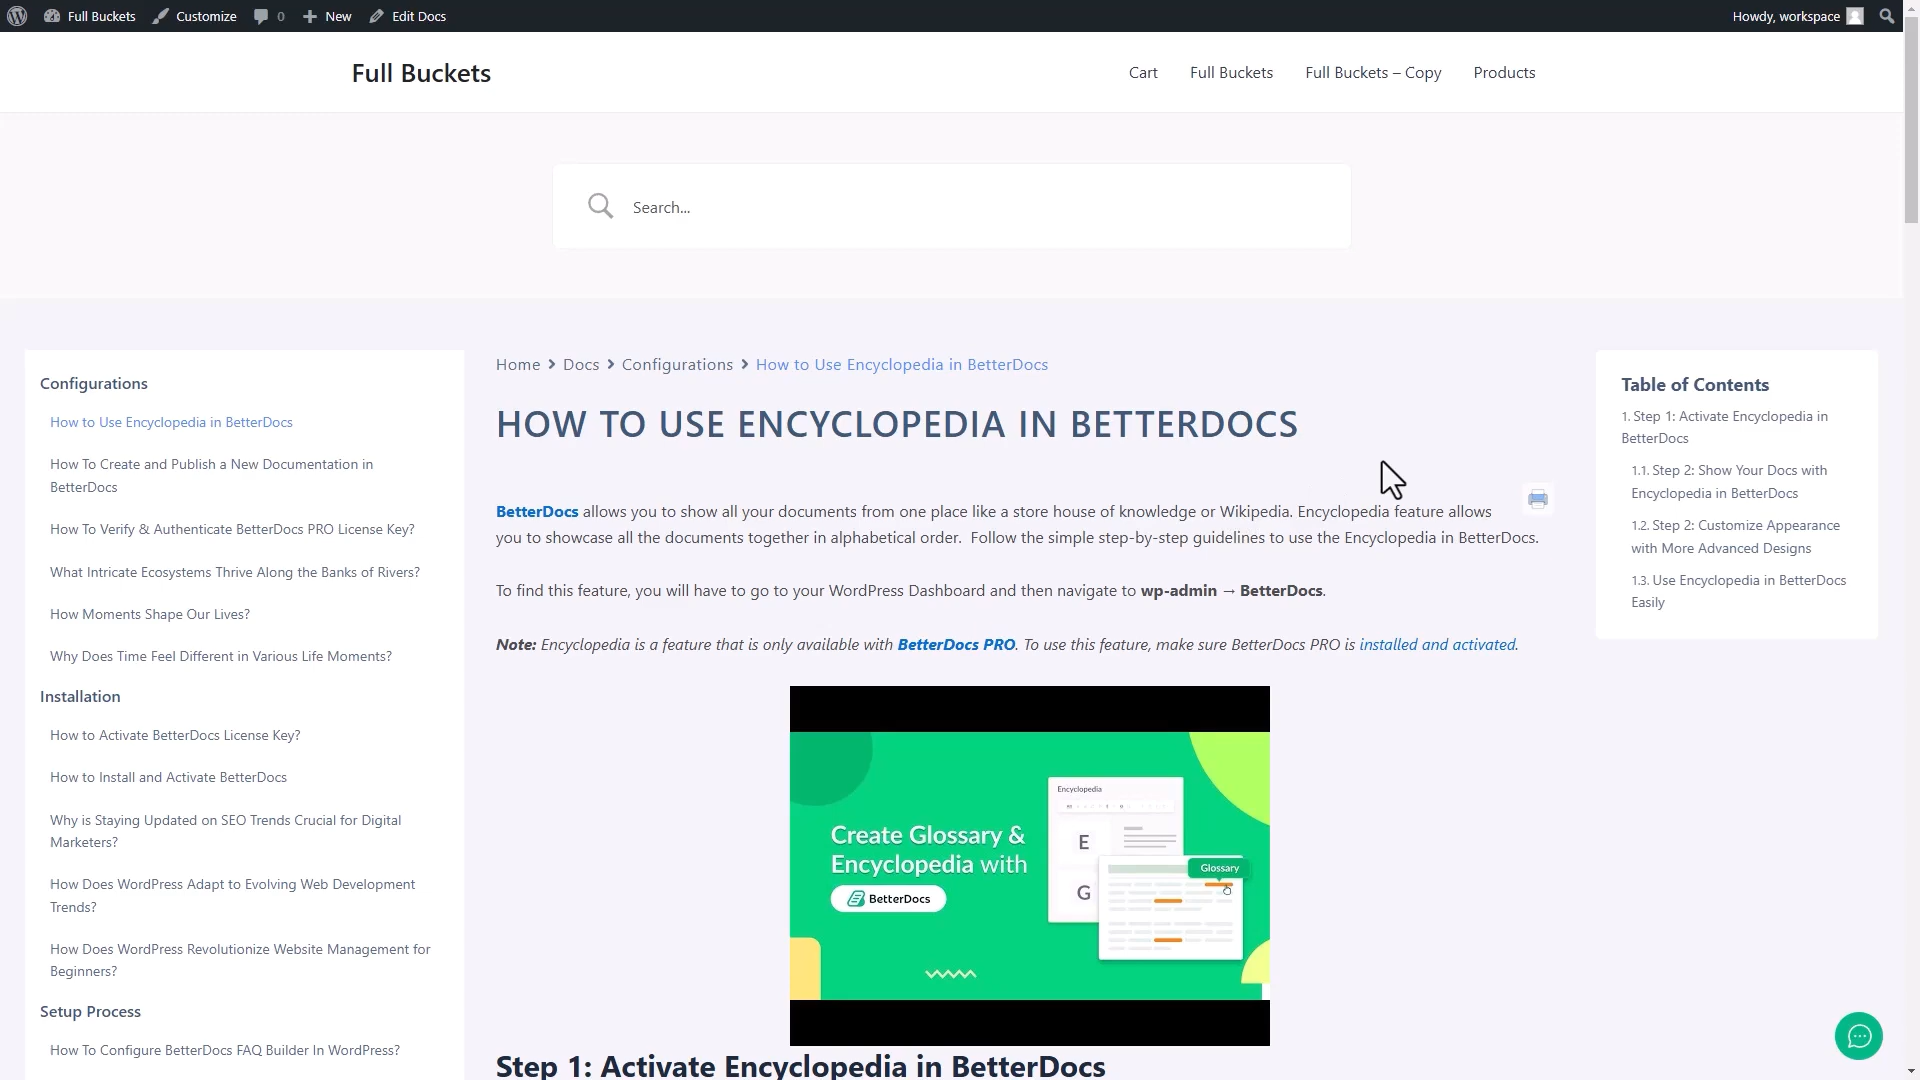 Full Buckets
Customize
0
New
Edit Docs
Howdy, workspace
Full Buckets
Cart
Full Buckets
Full Buckets – Copy
Products
Search...
Configurations
How to Use Encyclopedia in BetterDocs
How To Create and Publish a New Documentation in
BetterDocs
How To Verify & Authenticate BetterDocs PRO License Key?
What Intricate Ecosystems Thrive Along the Banks of Rivers?
How Moments Shape Our Lives?
Why Does Time Feel Different in Various Life Moments?
Installation
How to Activate BetterDocs License Key?
How to Install and Activate BetterDocs
Why is Staying Updated on SEO Trends Crucial for Digital
Marketers?
How Does WordPress Adapt to Evolving Web Development
Trends?
How Does WordPress Revolutionize Website Management for
Beginners?
Setup Process
How To Configure BetterDocs FAQ Builder In WordPress?
Home > Docs > Configurations > How to Use Encyclopedia in BetterDocs
HOW TO USE ENCYCLOPEDIA IN BETTERDOCS
BetterDocs allows you to show all your documents from one place like a store house of knowledge or Wikipedia. Encyclopedia feature allows
you to showcase all the documents together in alphabetical order.  Follow the simple step-by-step guidelines to use the Encyclopedia in BetterDocs.
To find this feature, you will have to go to your WordPress Dashboard and then navigate to wp-admin → BetterDocs.
Note: Encyclopedia is a feature that is only available with BetterDocs PRO. To use this feature, make sure BetterDocs PRO is installed and activated.
Create Glossary &
Encyclopedia with
BetterDocs
Encyclopedia
E
G
Glossary
Step 1: Activate Encyclopedia in BetterDocs
Table of Contents
1. Step 1: Activate Encyclopedia in
BetterDocs
1.1. Step 2: Show Your Docs with
Encyclopedia in BetterDocs
1.2. Step 2: Customize Appearance
with More Advanced Designs
1.3. Use Encyclopedia in BetterDocs
Easily